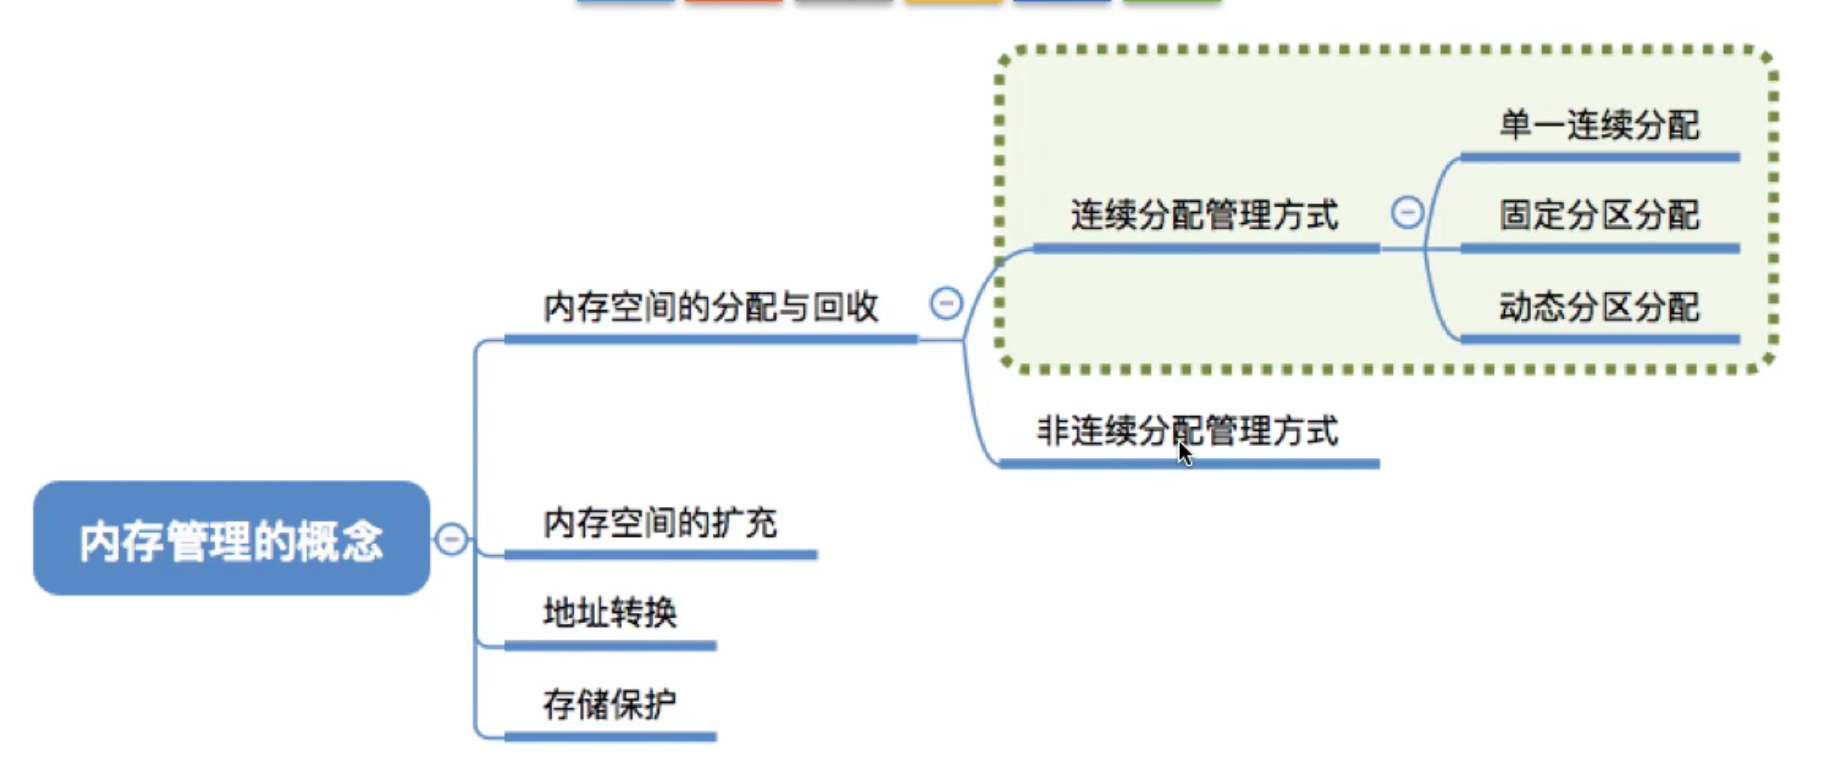 单一连续分配
连续分配管理方式
固定分区分配
内存空间的分配与回收
动态分区分配
非连续分配管理方式
内存管理的概念
内存空间的扩充
地址转换
存储保护